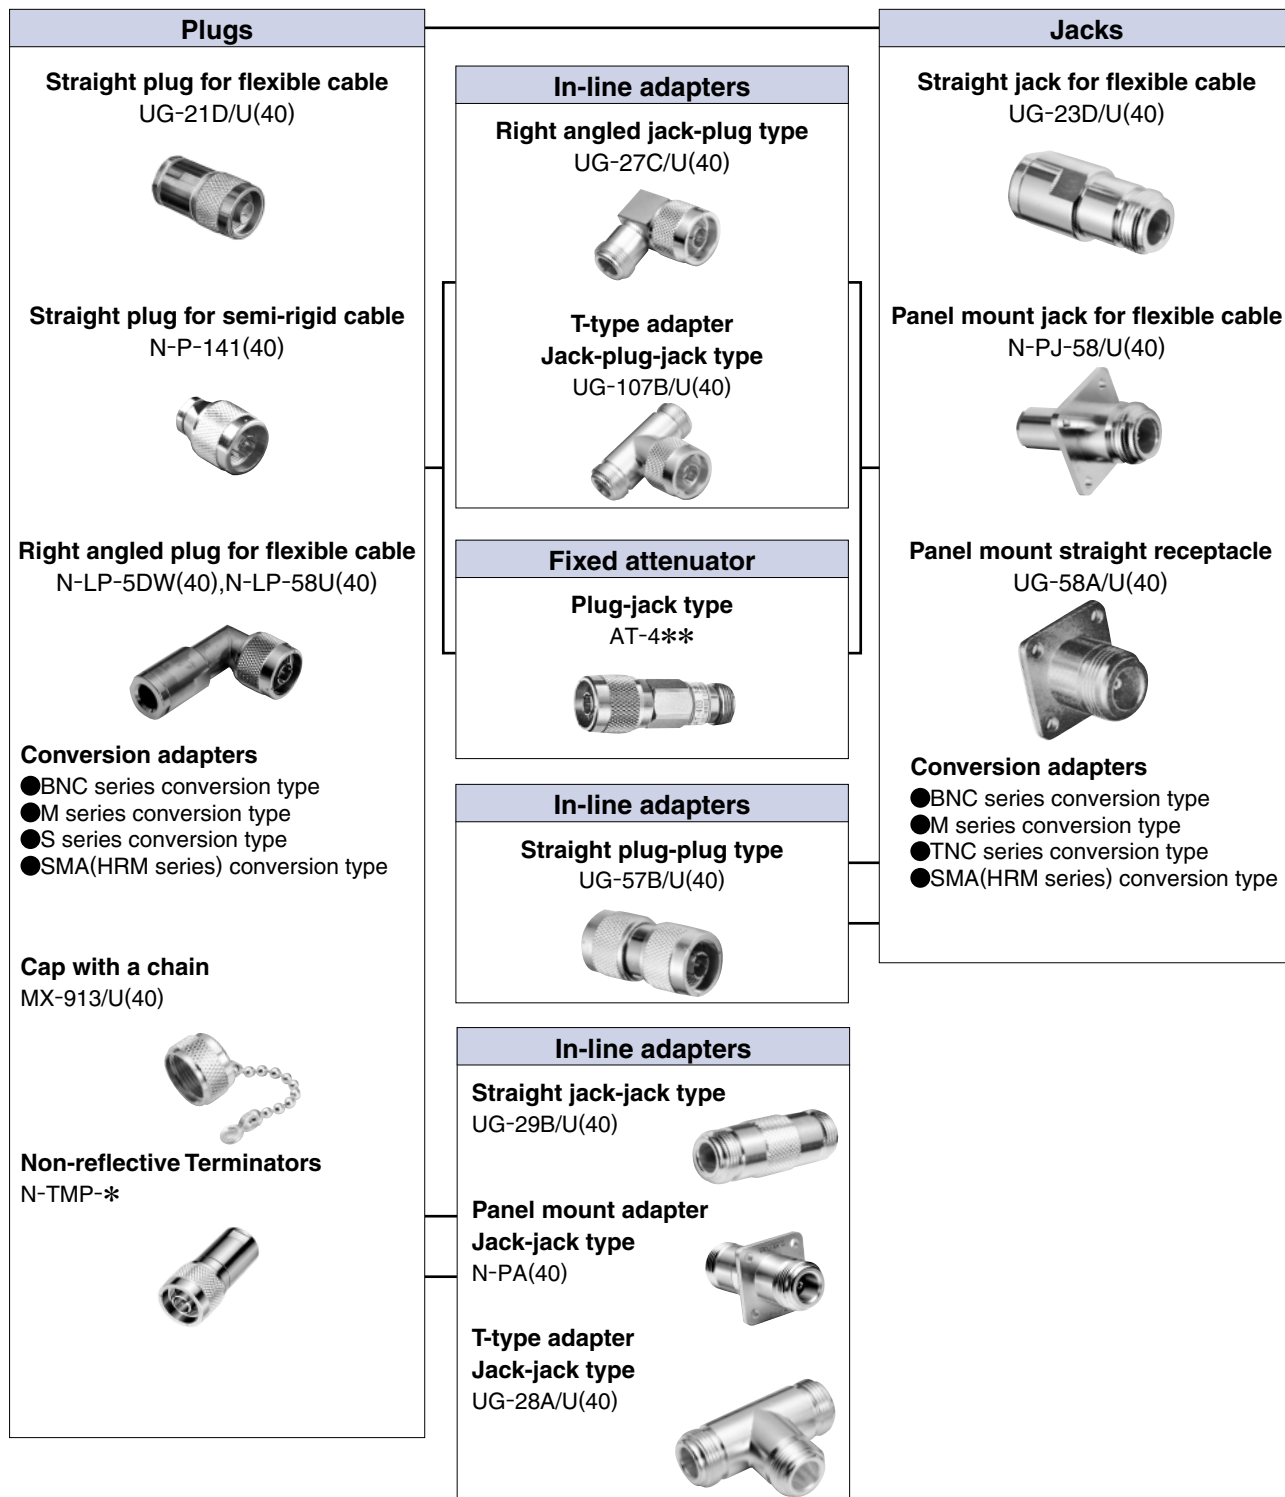 Plugs
Straight plug for flexible cable
UG-21D/U(40)
Straight plug for semi-rigid cable
N-P-141(40)
Right angled plug for flexible cable
N-LP-5DW(40),N-LP-58U(40)
Conversion adapters
●BNC series conversion type
●M series conversion type
●S series conversion type
●SMA(HRM series) conversion type
Cap with a chain
MX-913/U(40)
Non-reflective Terminators
N-TMP-✻
In-line adapters
Right angled jack-plug type
UG-27C/U(40)
T-type adapter
Jack-plug-jack type
UG-107B/U(40)
Fixed attenuator
Plug-jack type
AT-4✻✻
In-line adapters
Straight plug-plug type
UG-57B/U(40)
In-line adapters
Straight jack-jack type
UG-29B/U(40)
Panel mount adapter
Jack-jack type
N-PA(40)
T-type adapter
Jack-jack type
UG-28A/U(40)
Jacks
Straight jack for flexible cable
UG-23D/U(40)
Panel mount jack for flexible cable
N-PJ-58/U(40)
Panel mount straight receptacle
UG-58A/U(40)
Conversion adapters
●BNC series conversion type
●M series conversion type
●TNC series conversion type
●SMA(HRM series) conversion type